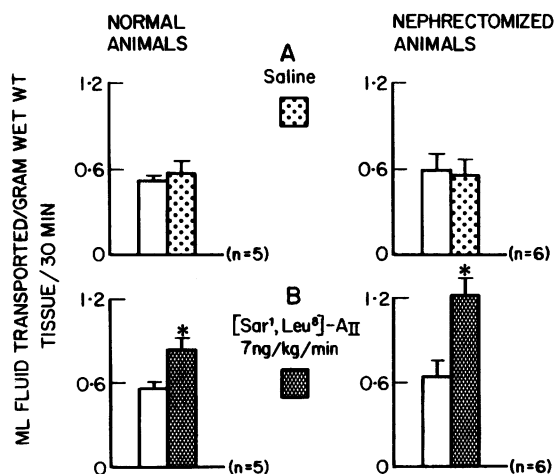 NORMAL
ANIMALS
NEPHRECTOMIZED
ANIMALS
A
Saline
ML FLUID TRANSPORTED/GRAM WET WT
TISSUE/30 MIN
1·2
0·6
0
(n=5)
1·2
0·6
0
(n=6)
B
[Sar¹, Leu⁸]-AII
7ng/kg/min
1·2
0·6
0
*
(n=5)
1·2
0·6
0
*
(n=6)